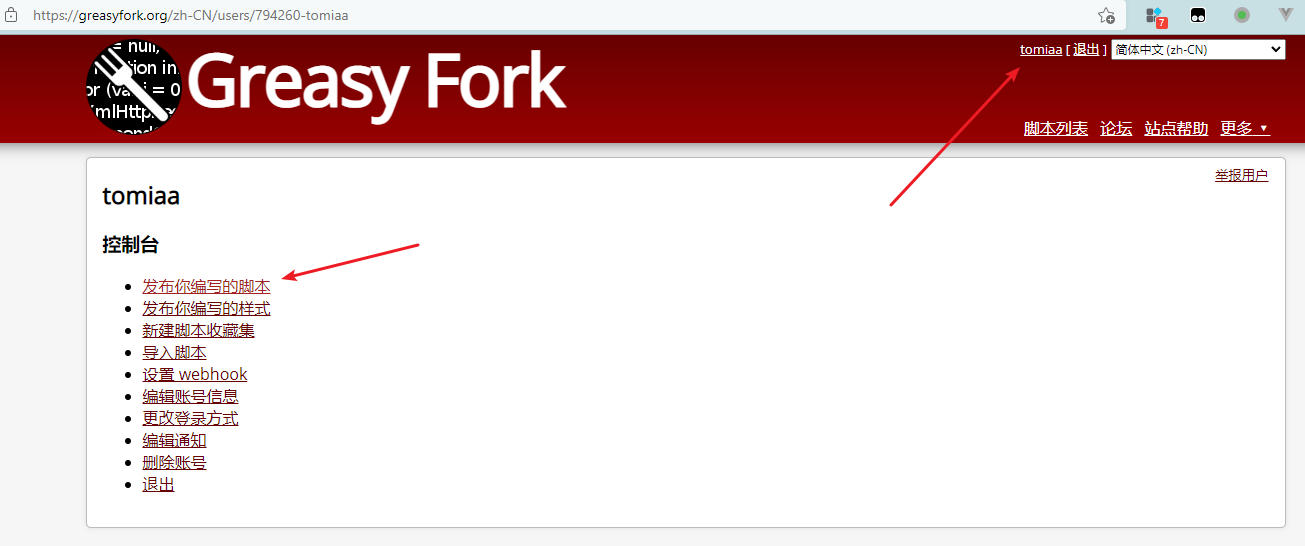 https://greasyfork.org/zh-CN/users/794260-tomiaa
7
= null,
tion in
or (va i = 0
mlHttp
Greasy Fork
tomiaa [ 退出 ] 简体中文 (zh-CN)
脚本列表 论坛 站点帮助 更多 ▼
举报用户
tomiaa
控制台
发布你编写的脚本
发布你编写的样式
新建脚本收藏集
导入脚本
设置 webhook
编辑账号信息
更改登录方式
编辑通知
删除账号
退出